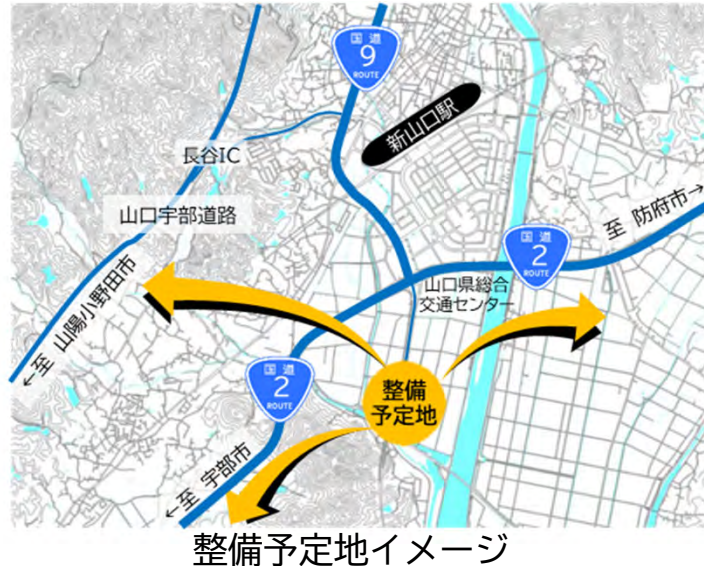 国道
9
ROUTE
新山口駅
長谷IC
山口宇部道路
至 防府市→
国道
2
ROUTE
山口県総合
交通センター
←至 山陽小野田市
国道
2
ROUTE
整備
予定地
←至 宇部市
整備予定地イメージ